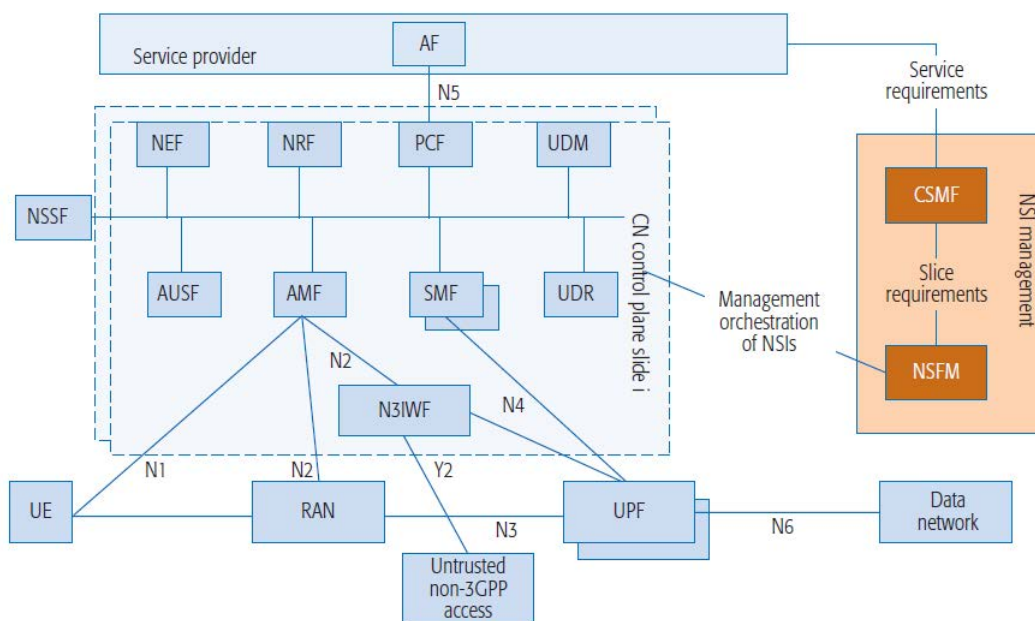 AF
Service provider
N5
Service
requirements
NEF
NRF
PCF
UDM
CSMF
NSI management
NSSF
CN control plane slide i
AUSF
AMF
SMF
UDR
Slice
requirements
Management
orchestration
of NSIs
NSFM
N2
N3IWF
N4
N1
N2
Y2
UE
RAN
N3
UPF
N6
Data
network
Untrusted
non-3GPP
access